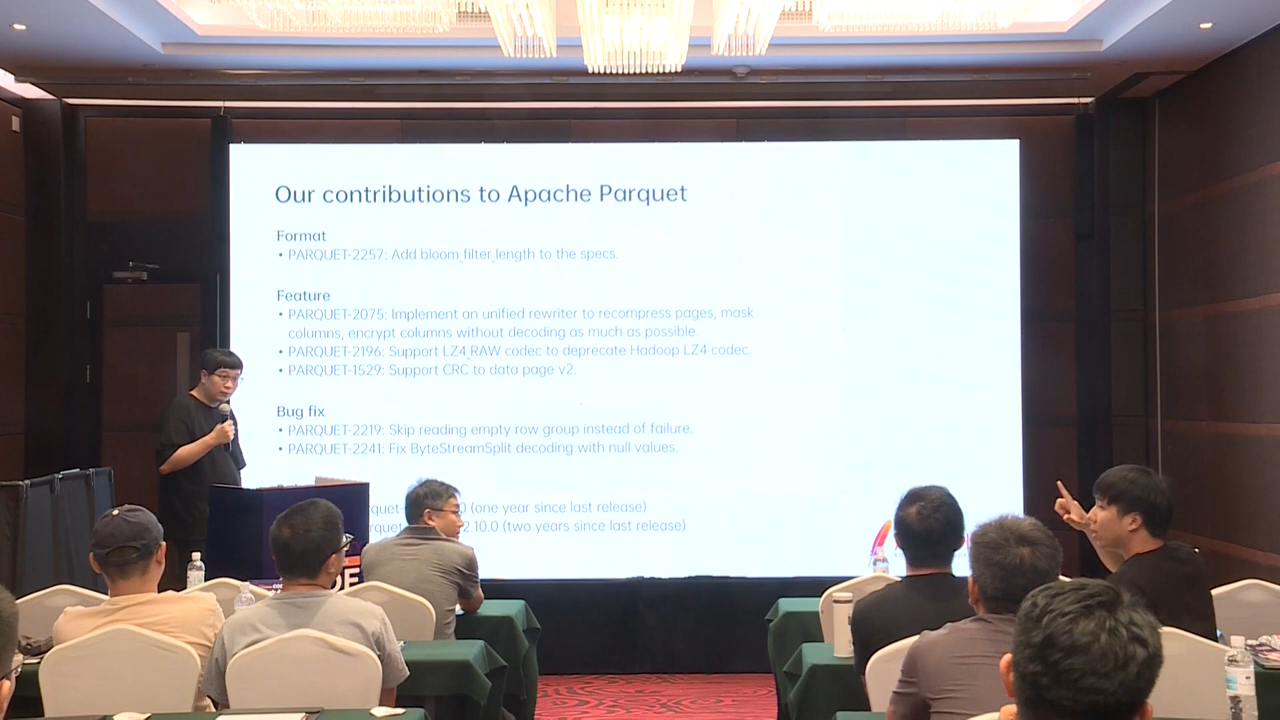 Our contributions to Apache Parquet
Format
• PARQUET-2257: Add bloom_filter_length to the specs.
Feature
• PARQUET-2075: Implement an unified rewriter to recompress pages, mask
columns, encrypt columns without decoding as much as possible.
• PARQUET-2196: Support LZ4_RAW codec to deprecate Hadoop LZ4 codec.
• PARQUET-1529: Support CRC to data page v2.
Bug fix
• PARQUET-2219: Skip reading empty row group instead of failure.
• PARQUET-2241: Fix ByteStreamSplit decoding with null values.
(one year since last release)
2.10.0 (two years since last release)